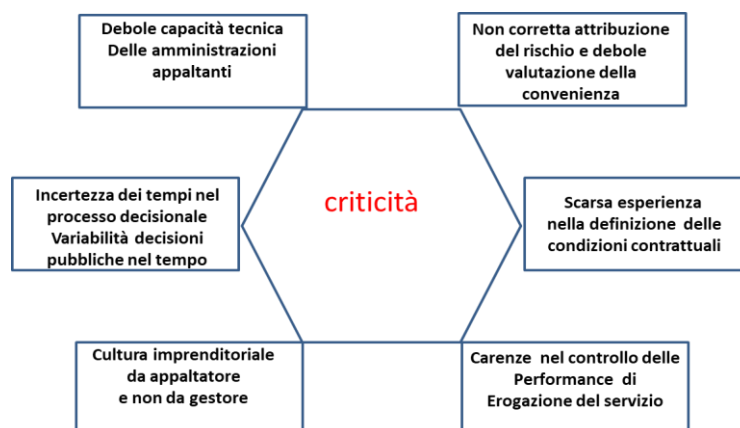 Debole capacità tecnica
Delle amministrazioni
appaltanti
Non corretta attribuzione
del rischio e debole
valutazione della
convenienza
Incertezza dei tempi nel
processo decisionale
Variabilità decisioni
pubbliche nel tempo
criticità
Scarsa esperienza
nella definizione delle
condizioni contrattuali
Cultura imprenditoriale
da appaltatore
e non da gestore
Carenze nel controllo delle
Performance di
Erogazione del servizio